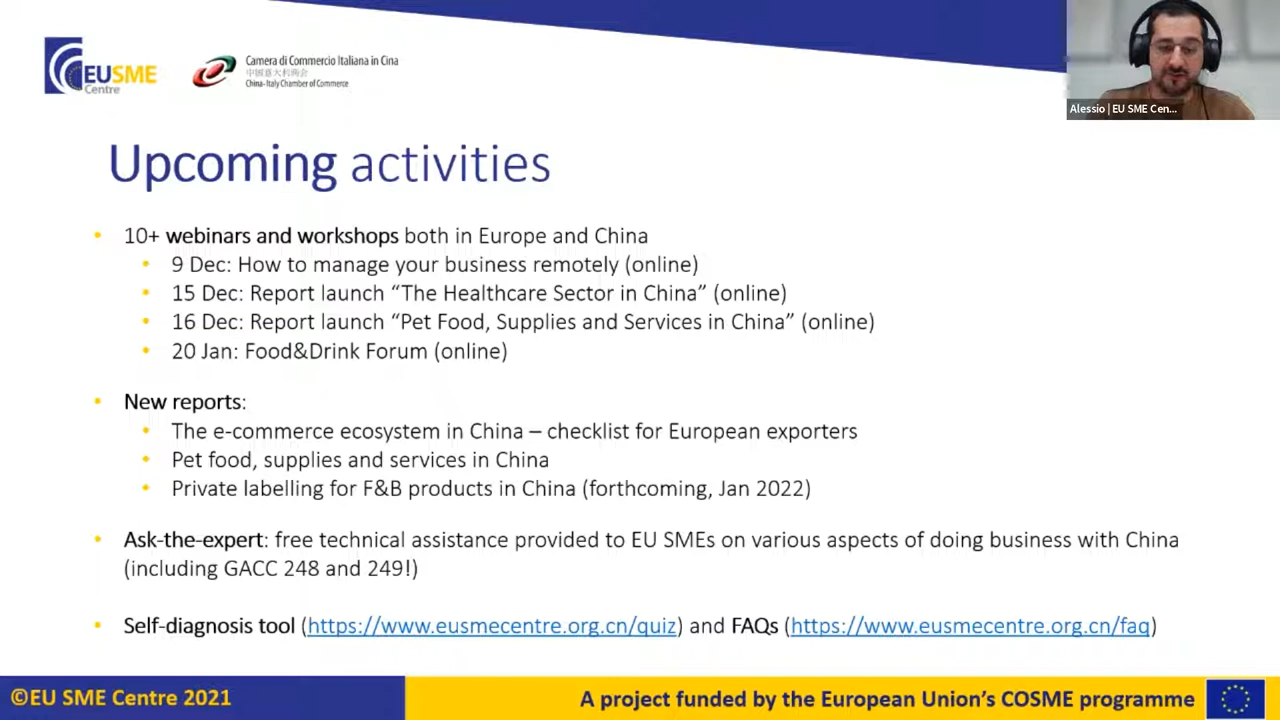 EUSME
Centre
Camera di Commercio Italiana in Cina
中国意大利商会
China- Italy Chamber of Commerce
Alessio | EU SME Cen...
Upcoming activities
10+ webinars and workshops both in Europe and China
9 Dec: How to manage your business remotely (online)
15 Dec: Report launch “The Healthcare Sector in China” (online)
16 Dec: Report launch “Pet Food, Supplies and Services in China” (online)
20 Jan: Food&Drink Forum (online)
New reports:
The e-commerce ecosystem in China – checklist for European exporters
Pet food, supplies and services in China
Private labelling for F&B products in China (forthcoming, Jan 2022)
Ask-the-expert: free technical assistance provided to EU SMEs on various aspects of doing business with China
(including GACC 248 and 249!)
Self-diagnosis tool (https://www.eusmecentre.org.cn/quiz) and FAQs (https://www.eusmecentre.org.cn/faq)
©EU SME Centre 2021
A project funded by the European Union’s COSME programme